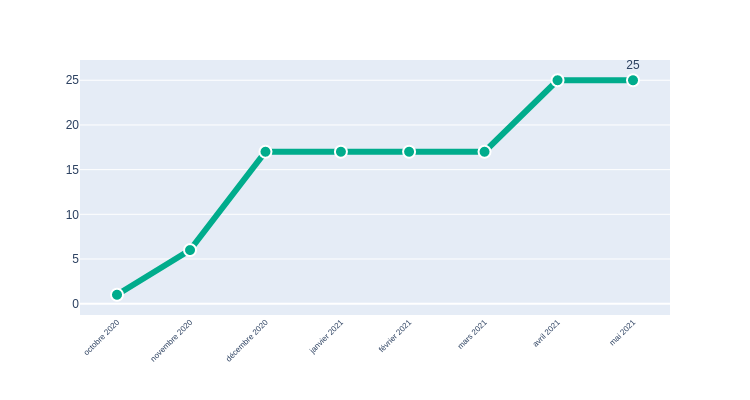 25
25
20
15
10
5
0
octobre 2020
novembre 2020
décembre 2020
janvier 2021
février 2021
mars 2021
avril 2021
mai 2021